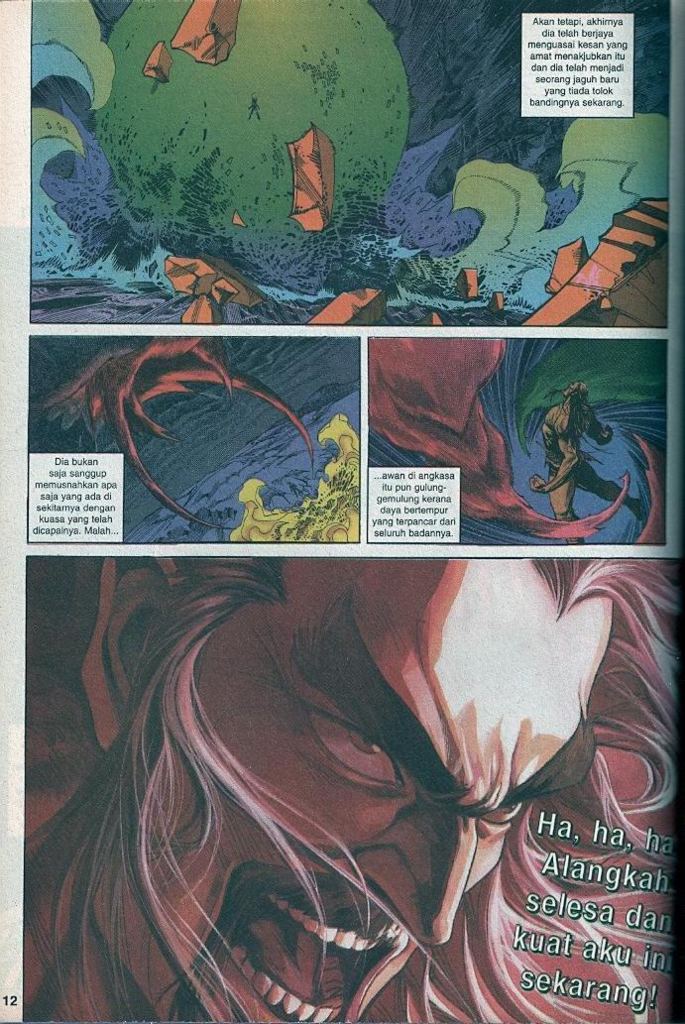 Akan tetapi, akhirnya
dia telah berjaya
menguasai kesan yang
amat menakjubkan itu
dan dia telah menjadi
seorang jaguh baru
yang tiada tolok
bandingnya sekarang.
Dia bukan
saja sanggup
memusnahkan apa
saja yang ada di
sekitarnya dengan
kuasa yang telah
dicapainya. Malah...
...awan di angkasa
itu pun gulung-
gemulung kerana
daya bertempur
yang terpancar dari
seluruh badannya.
Ha, ha, ha
Alangkah
selesa dan
kuat aku ini
sekarang!
12